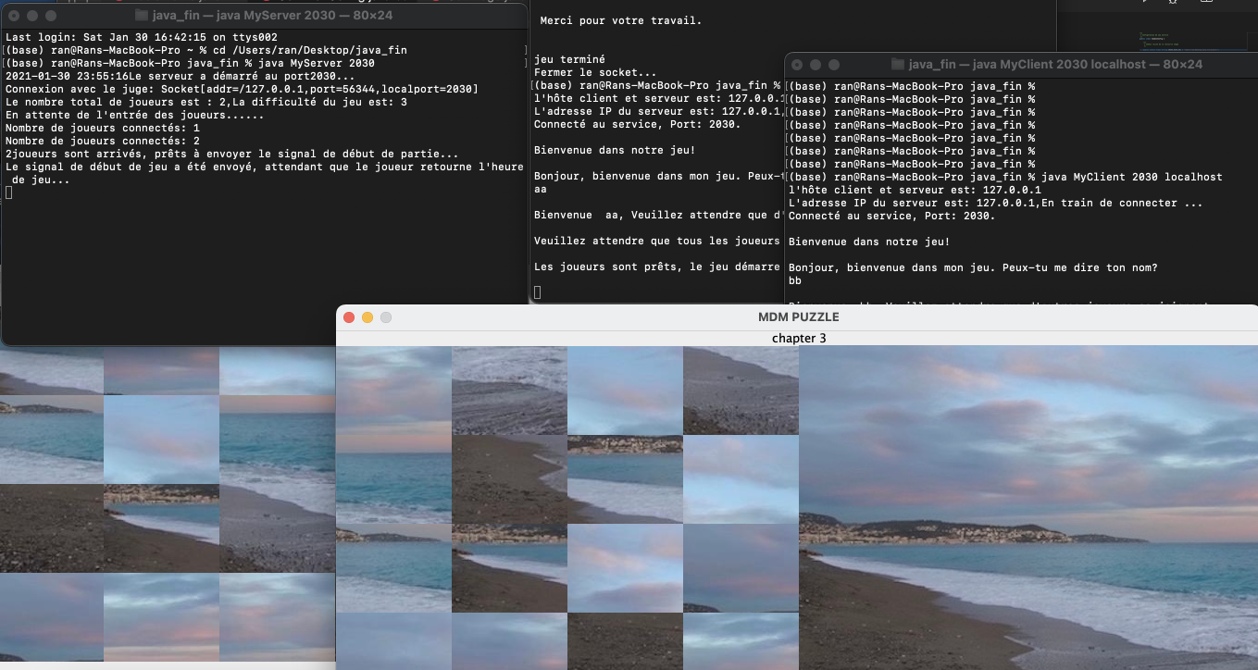 java_fin — java MyServer 2030 — 80×24
Last login: Sat Jan 30 16:42:15 on ttys002
(base) ran@Rans-MacBook-Pro ~ % cd /Users/ran/Desktop/java_fin
(base) ran@Rans-MacBook-Pro java_fin % java MyServer 2030
2021-01-30 23:55:16Le serveur a démarré au port2030...
Connexion avec le juge: Socket[addr=/127.0.0.1,port=56344,localport=2030]
Le nombre total de joueurs est : 2,La difficulté du jeu est: 3
En attente de l'entrée des joueurs......
Nombre de joueurs connectés: 1
Nombre de joueurs connectés: 2
2joueurs sont arrivés, prêts à envoyer le signal de début de partie...
Le signal de début de jeu a été envoyé, attendant que le joueur retourne l'heure
de jeu...
Merci pour votre travail.
jeu terminé
Fermer le socket...
(base) ran@Rans-MacBook-Pro java_fin %
l'hôte client et serveur est: 127.0.0.1
L'adresse IP du serveur est: 127.0.0.1,
Connecté au service, Port: 2030.
Bienvenue dans notre jeu!
Bonjour, bienvenue dans mon jeu. Peux-t
aa
Bienvenue  aa, Veuillez attendre que d'
Veuillez attendre que tous les joueurs
Les joueurs sont prêts, le jeu démarre
java_fin — java MyClient 2030 localhost — 80×24
(base) ran@Rans-MacBook-Pro java_fin %
(base) ran@Rans-MacBook-Pro java_fin %
(base) ran@Rans-MacBook-Pro java_fin %
(base) ran@Rans-MacBook-Pro java_fin %
(base) ran@Rans-MacBook-Pro java_fin %
(base) ran@Rans-MacBook-Pro java_fin %
(base) ran@Rans-MacBook-Pro java_fin %
(base) ran@Rans-MacBook-Pro java_fin % java MyClient 2030 localhost
l'hôte client et serveur est: 127.0.0.1
L'adresse IP du serveur est: 127.0.0.1,En train de connecter ...
Connecté au service, Port: 2030.
Bienvenue dans notre jeu!
Bonjour, bienvenue dans mon jeu. Peux-tu me dire ton nom?
bb
MDM PUZZLE
chapter 3